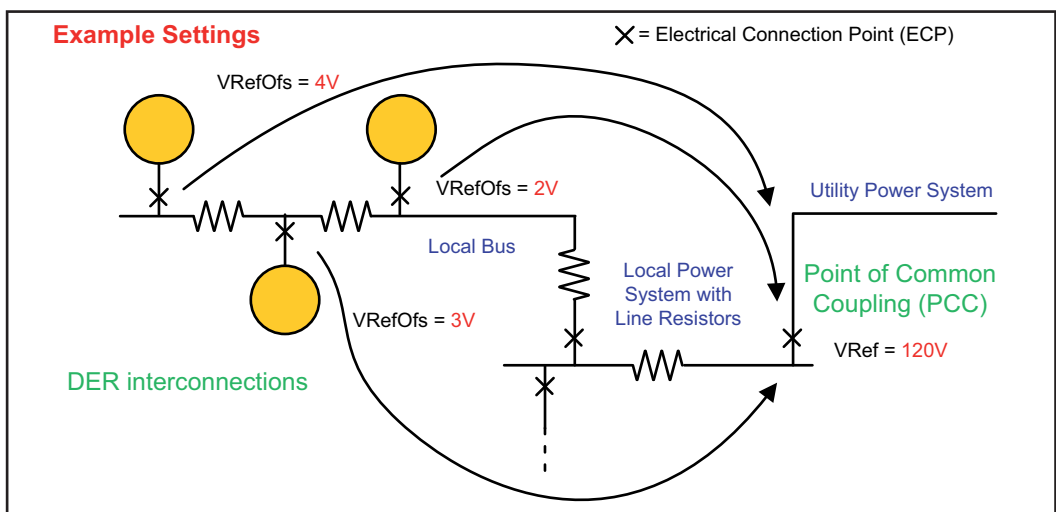 Example Settings
X = Electrical Connection Point (ECP)
VRefOfs = 4V
VRefOfs = 2V
Utility Power System
Local Bus
Local Power
System with
Line Resistors
Point of Common
Coupling (PCC)
VRefOfs = 3V
VRef = 120V
DER interconnections